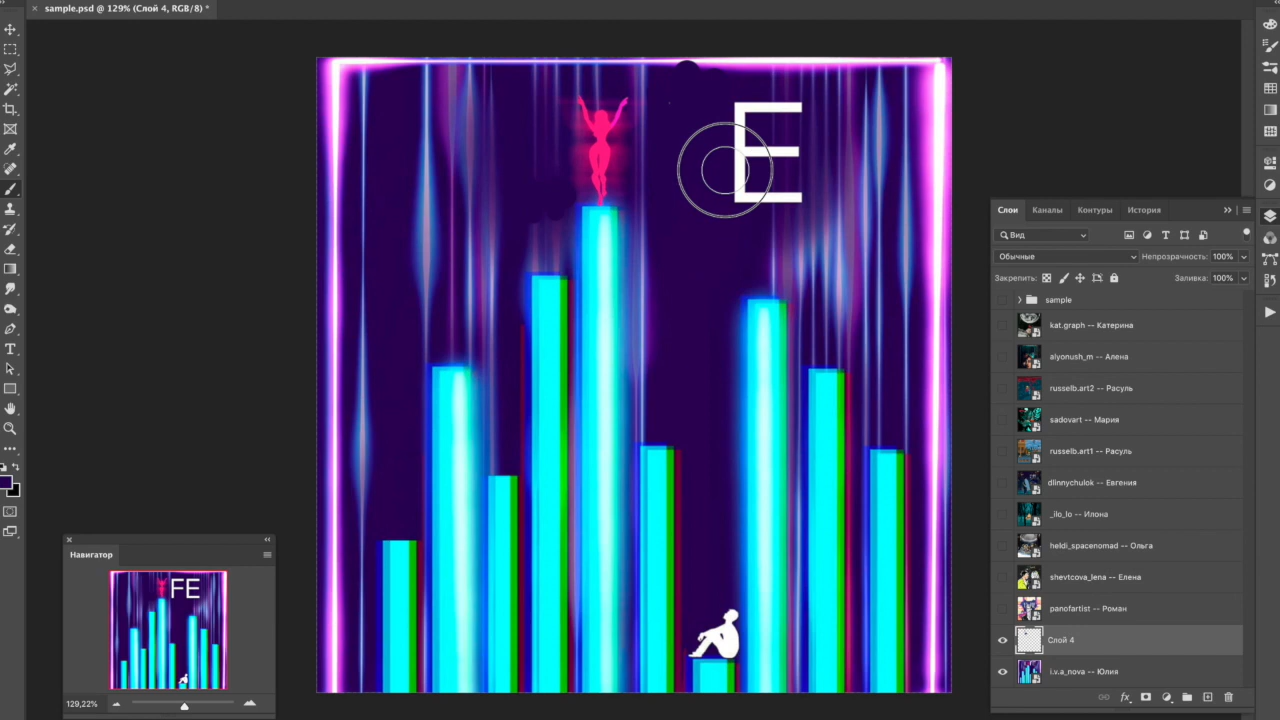 sample.psd @ 129% (Слой 4, RGB/8) *
E
Слои Каналы Контуры История
Вид
Обычные Непрозрачность: 100%
Закрепить: Заливка: 100%
sample
kat.graph -- Катерина
alyonush_m -- Алена
russelb.art2 -- Расуль
sadovart -- Мария
russelb.art1 -- Расуль
dlinnychulok -- Евгения
_ilo_lo -- Илона
heldi_spacenomad -- Ольга
shevtcova_lena -- Елена
panofartist -- Роман
Слой 4
i.v.a_nova -- Юлия
Навигатор
FE
129,22%